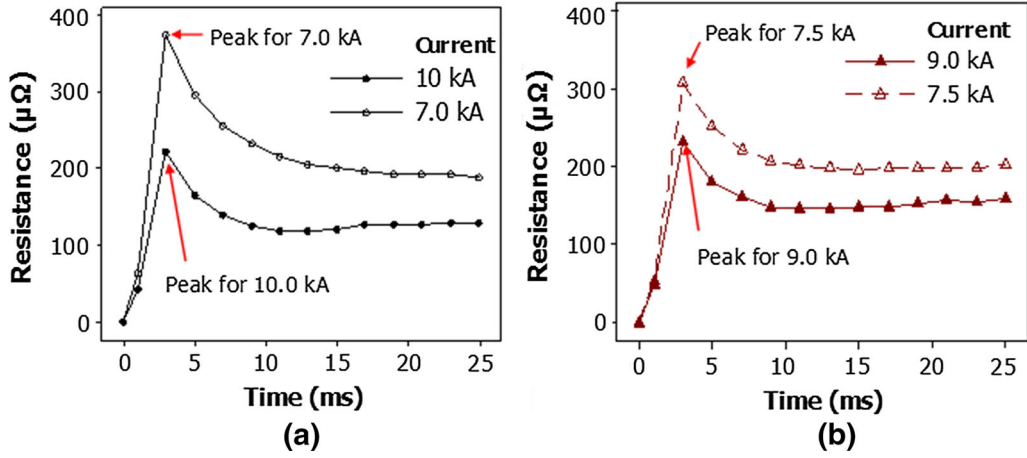 400
300
200
100
0
Resistance (μΩ)
Peak for 7.0 kA
Current
10 kA
7.0 kA
Peak for 10.0 kA
0 5 10 15 20 25
Time (ms)
(a)
400
300
200
100
0
Resistance (μΩ)
Peak for 7.5 kA
Current
9.0 kA
7.5 kA
Peak for 9.0 kA
0 5 10 15 20 25
Time (ms)
(b)